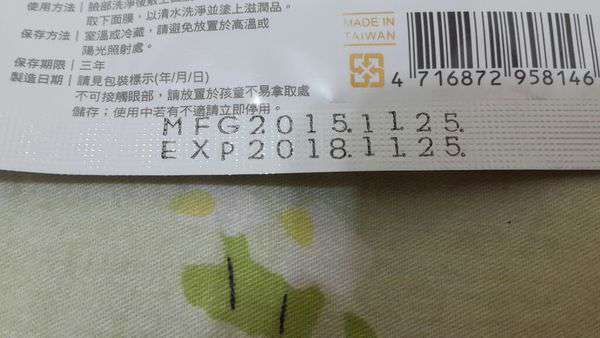 使用方法｜臉部洗淨後敷上面
取下面膜，以清水洗淨並塗上滋潤品。
保存方法｜室溫或冷藏，請避免放置於高溫或
陽光照射處。
保存期限｜三年
製造日期｜請見包裝標示(年/月/日)
不可接觸眼部，請放置於孩童不易拿取處
儲存；使用中若有不適請立即停用。
MADE IN
TAIWAN
4 716872 958146
MFG2015.11.25.
EXP2018.11.25.